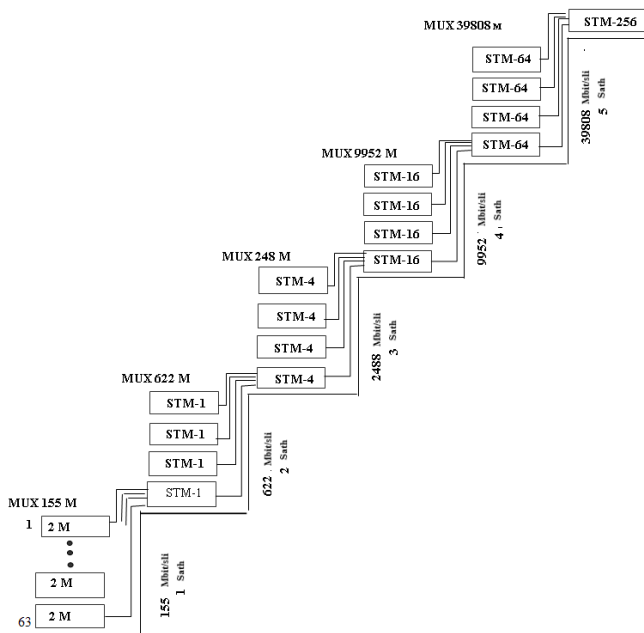 MUX 39808 м
STM-256
STM-64
STM-64
STM-64
STM-64
39808 Mbit/sli
5 Sath
MUX 9952 M
STM-16
STM-16
STM-16
STM-16
9952 Mbit/sli
4 Sath
MUX 248 M
STM-4
STM-4
STM-4
STM-4
2488 Mbit/sli
3 Sath
MUX 622 M
STM-1
STM-1
STM-1
STM-1
622 Mbit/sli
2 Sath
MUX 155 M
1 2 M
2 M
63 2 M
155 Mbit/sli
1 Sath